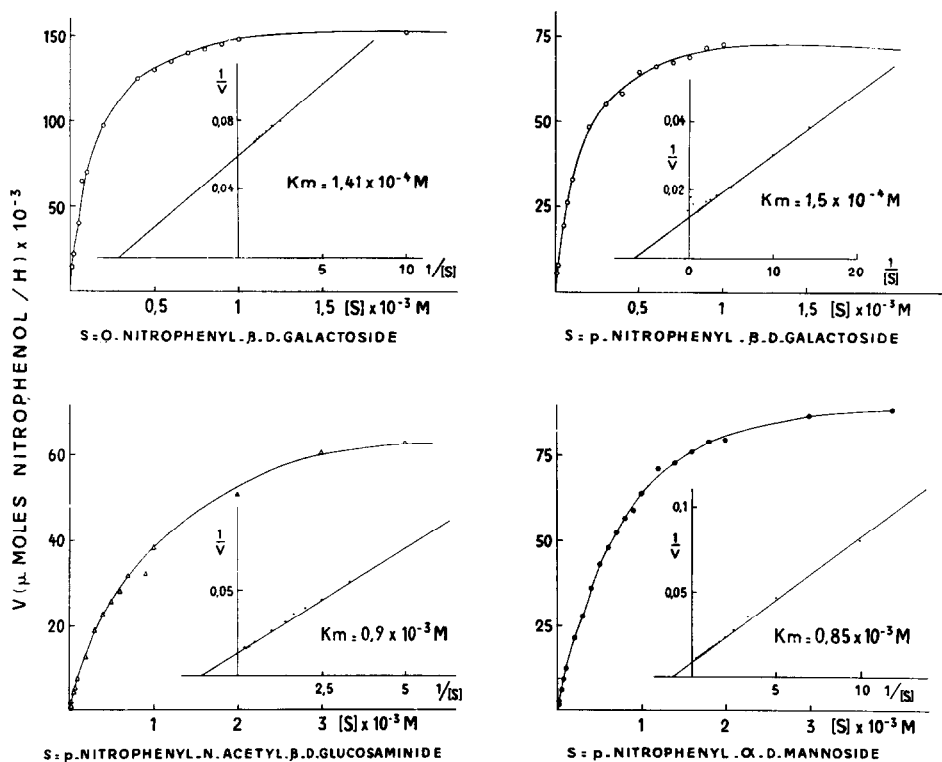 V (µ MOLES NITROPHENOL / H) x 10⁻³
150
100
50
0,5
1
1,5
[S] x 10⁻³ M
1
V
0,08
0,04
Km = 1,41 x 10⁻⁴ M
5
10
1/[S]
S=O.NITROPHENYL.β.D.GALACTOSIDE
75
50
25
0,5
1
1,5
[S] x 10⁻³ M
0,04
1
V
0,02
Km = 1,5 x 10⁻⁴ M
0
10
20
1
[S]
S=p.NITROPHENYL.β.D.GALACTOSIDE
60
40
20
1
2
3
[S] x 10⁻³ M
1
V
0,05
Km = 0,9 x 10⁻³ M
2,5
5
1/[S]
S=p.NITROPHENYL.N.ACETYL.β.D.GLUCOSAMINIDE
75
50
25
1
2
3
[S] x 10⁻³ M
0,1
1
V
0,05
Km = 0,85 x 10⁻³ M
5
10
1/[S]
S=p.NITROPHENYL.α.D.MANNOSIDE